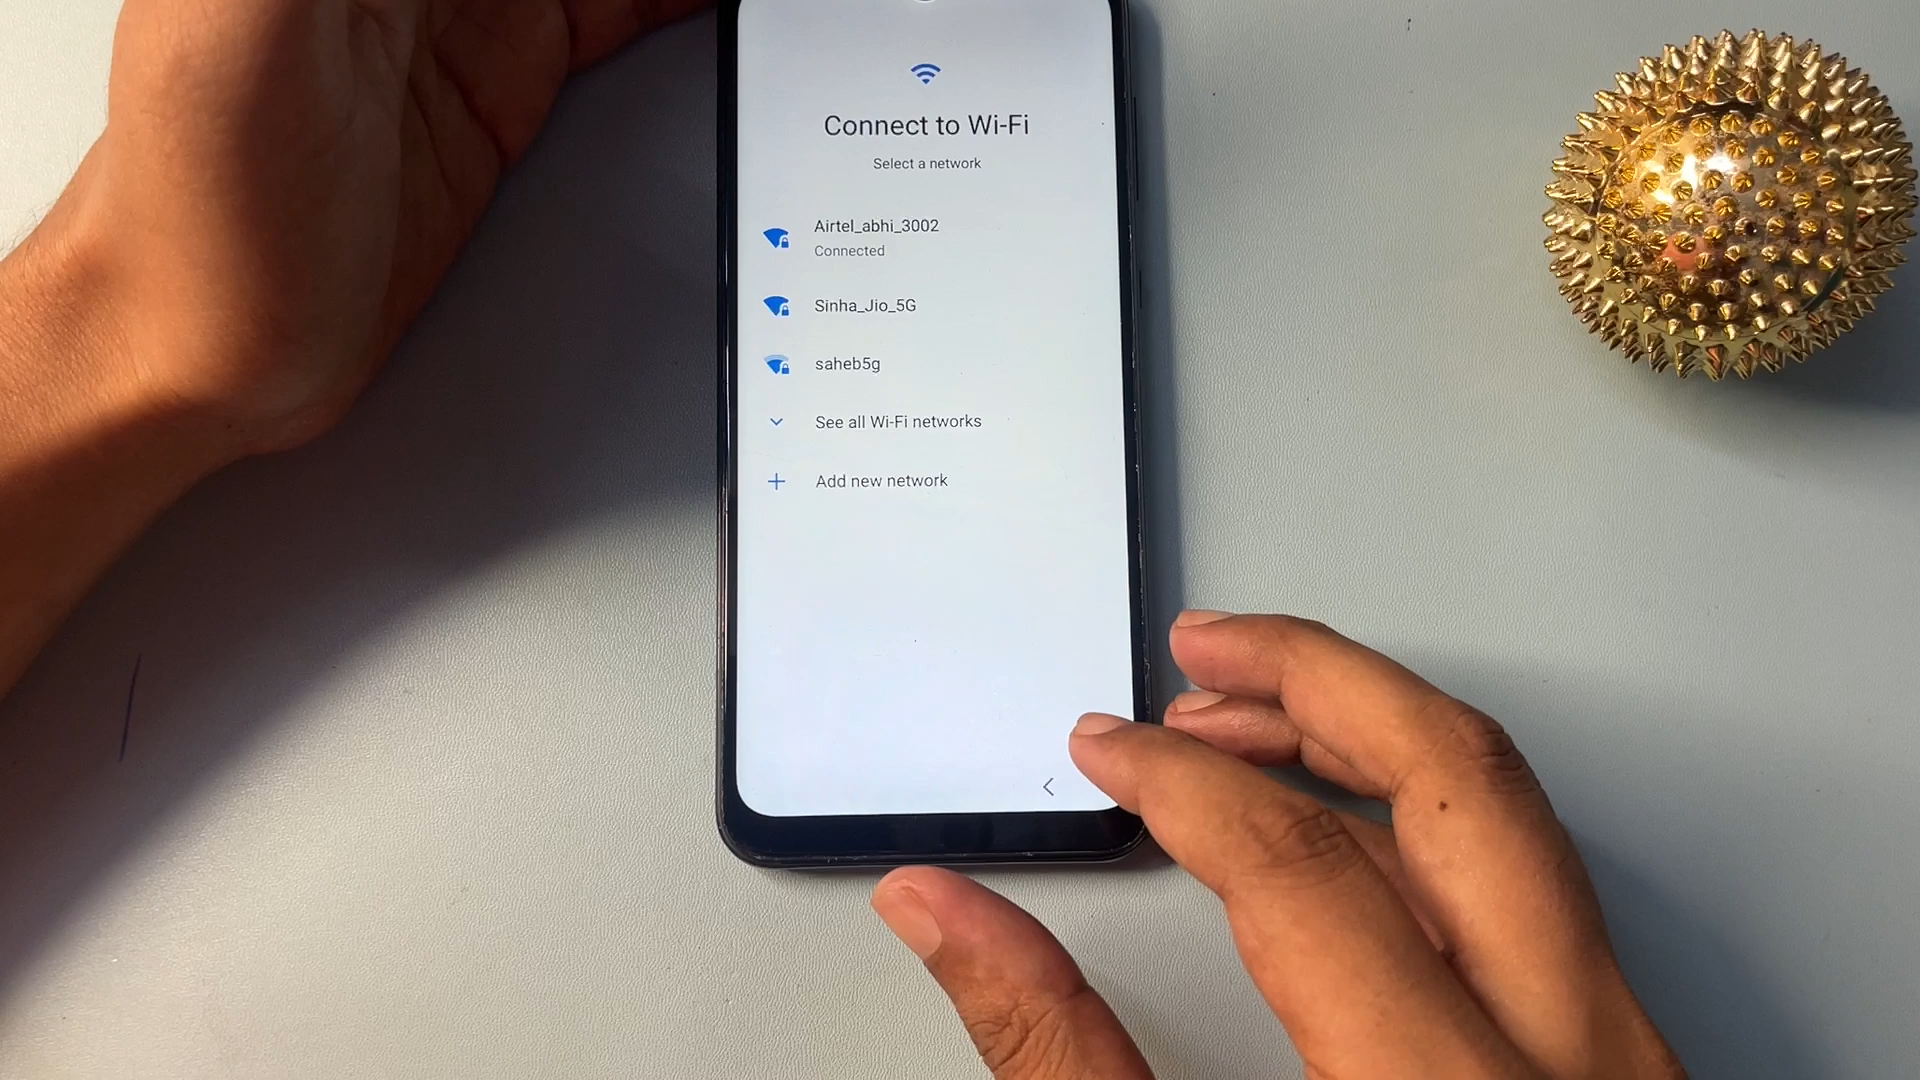 Connect to Wi-Fi
Select a network
Airtel_abhi_3002
Connected
Sinha_Jio_5G
saheb5g
See all Wi-Fi networks
Add new network